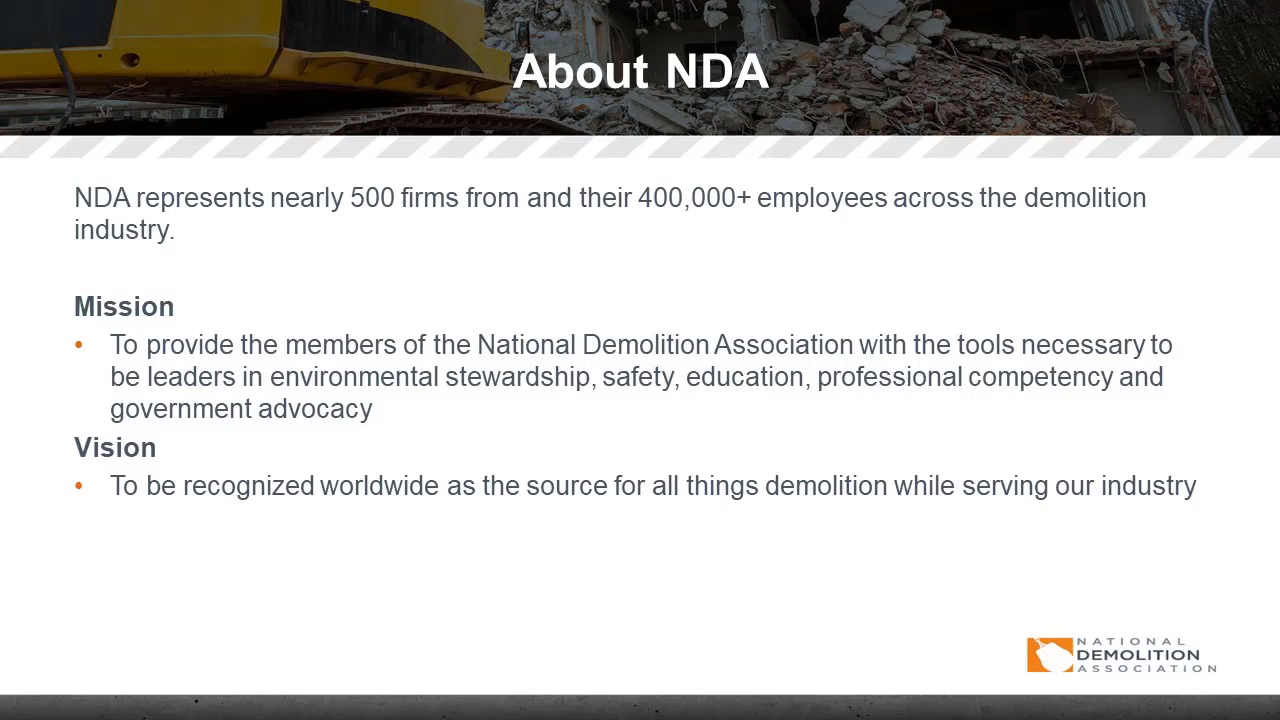 About NDA
NDA represents nearly 500 firms from and their 400,000+ employees across the demolition
industry.
Mission
• To provide the members of the National Demolition Association with the tools necessary to
be leaders in environmental stewardship, safety, education, professional competency and
government advocacy
Vision
• To be recognized worldwide as the source for all things demolition while serving our industry
NATIONAL
DEMOLITION
ASSOCIATION